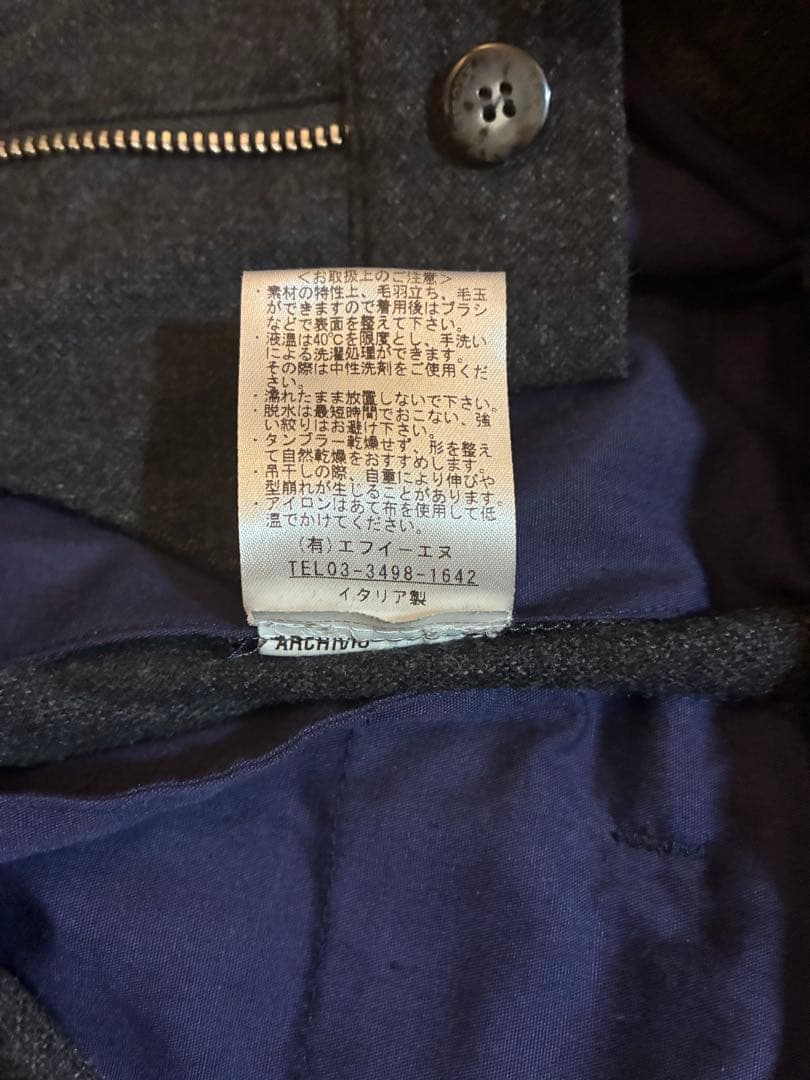 <お取扱上のご注意>
・素材の特性上、毛羽立ち、毛玉
ができますので着用後はブラシ
などで表面を整えて下さい。
・液温は40℃を限度とし、手洗い
による洗濯処理ができます。
その際は中性洗剤をご使用くだ
さい。
・濡れたまま放置しないで下さい。
・脱水は最短時間でおこない、強
い絞りはお避け下さい。
・タンブラー乾燥せず、形を整え
て自然乾燥をおすすめします。
・吊干しの際、自重により伸びや
型崩れが生じることがあります。
・アイロンはあて布を使用して低
温でかけてください。
(有)エフイーエヌ
TEL03-3498-1642
イタリア製
ARCHIVIO